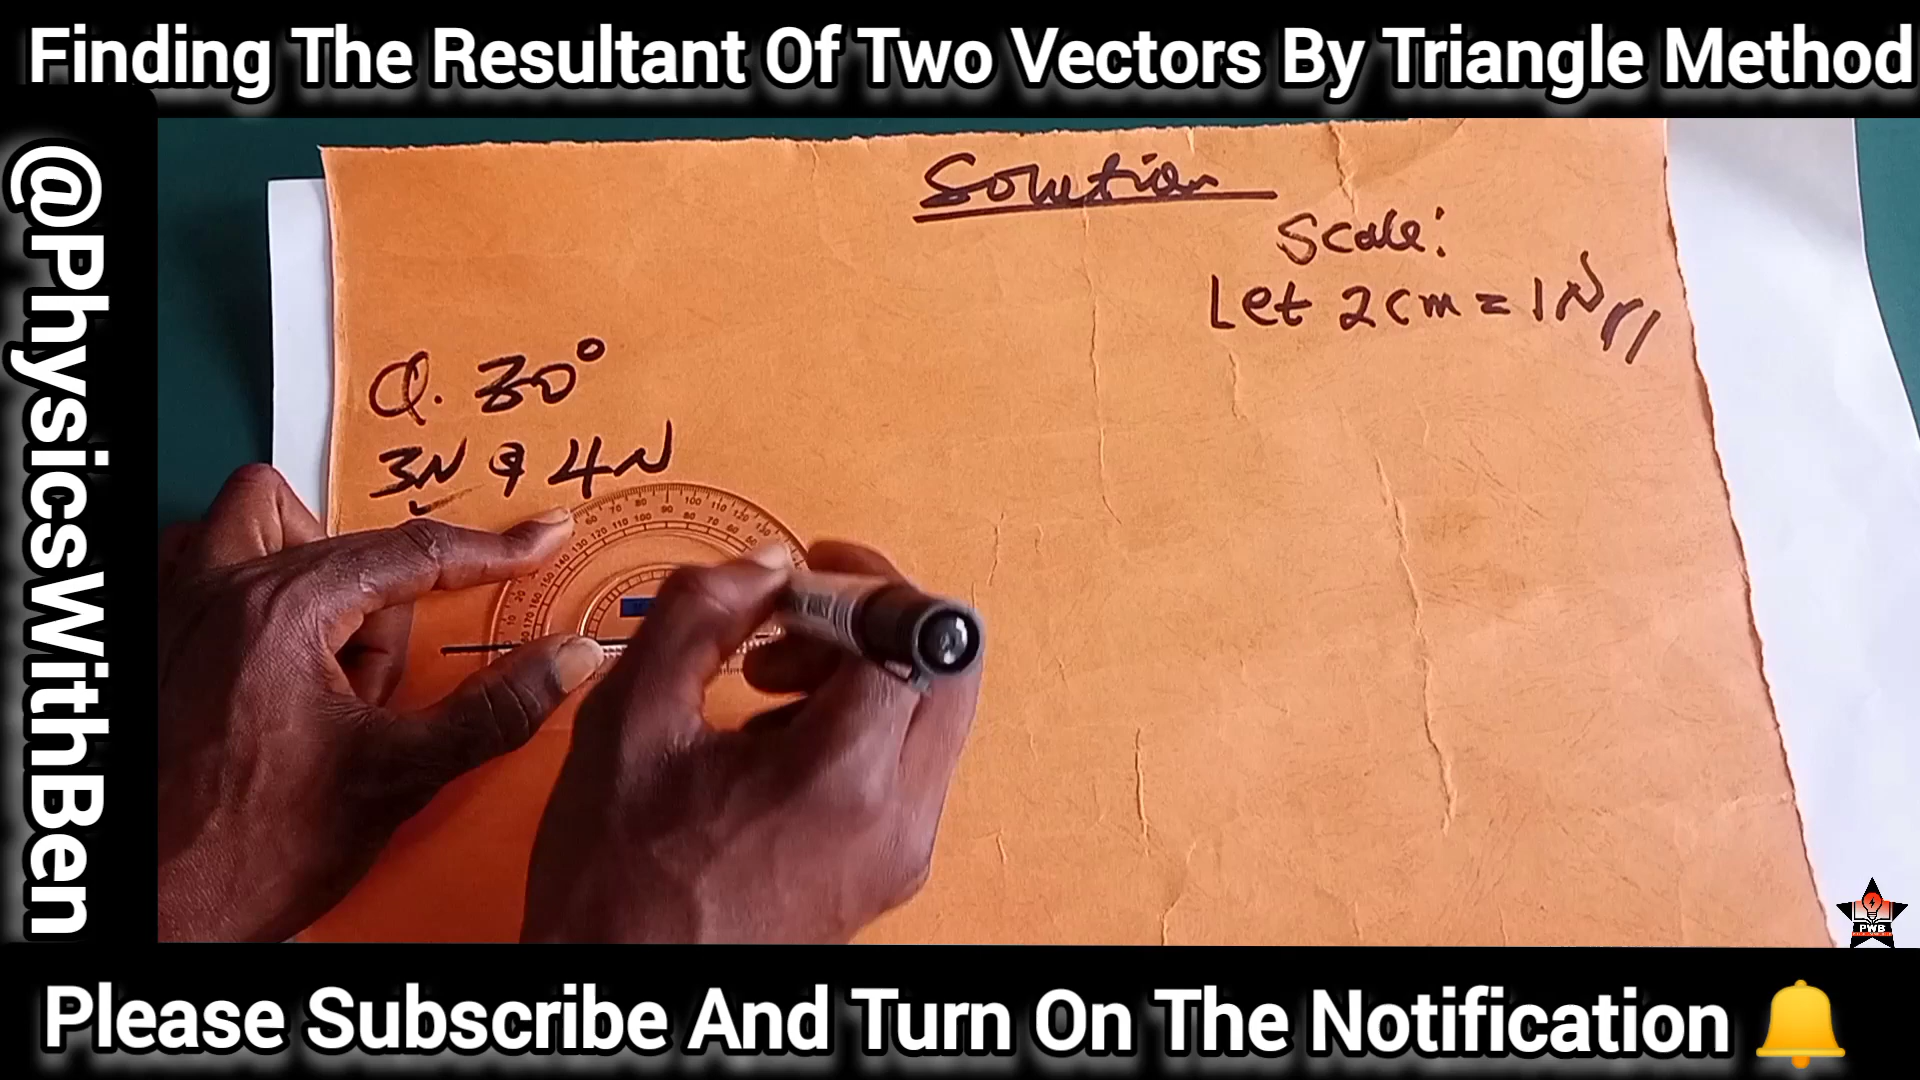 Finding The Resultant Of Two Vectors By Triangle Method
@PhysicsWithBen
Solution
Scale:
Let 2cm = 1N
Q. 30°
3N & 4N
PWB
Please Subscribe And Turn On The Notification 🔔